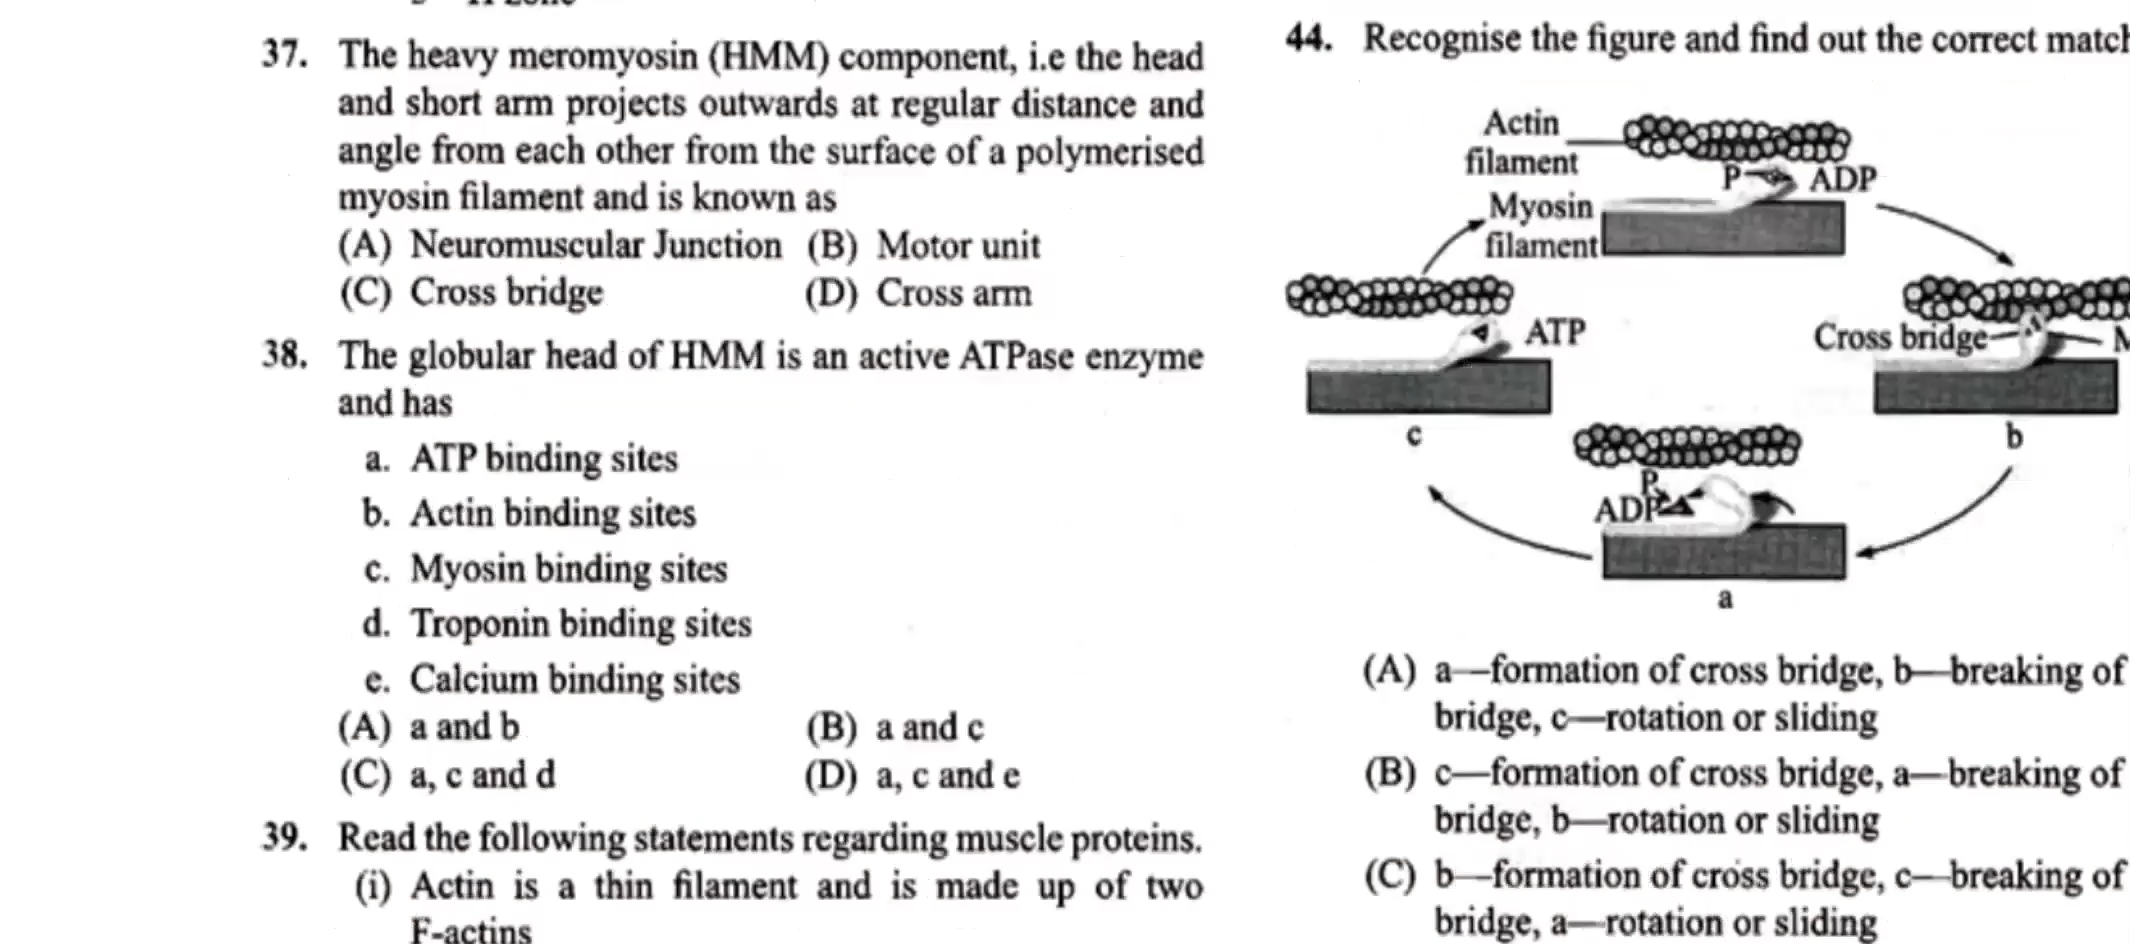 37. The heavy meromyosin (HMM) component, i.e the head
and short arm projects outwards at regular distance and
angle from each other from the surface of a polymerised
myosin filament and is known as
(A) Neuromuscular Junction (B) Motor unit
(C) Cross bridge (D) Cross arm
38. The globular head of HMM is an active ATPase enzyme
and has
a. ATP binding sites
b. Actin binding sites
c. Myosin binding sites
d. Troponin binding sites
e. Calcium binding sites
(A) a and b (B) a and c
(C) a, c and d (D) a, c and e
39. Read the following statements regarding muscle proteins.
(i) Actin is a thin filament and is made up of two
F-actins
44. Recognise the figure and find out the correct match
Actin
filament
P ADP
Myosin
filament
ATP
Cross bridge
c
b
P
ADP
a
(A) a—formation of cross bridge, b—breaking of
bridge, c—rotation or sliding
(B) c—formation of cross bridge, a—breaking of
bridge, b—rotation or sliding
(C) b—formation of cross bridge, c—breaking of
bridge, a—rotation or sliding